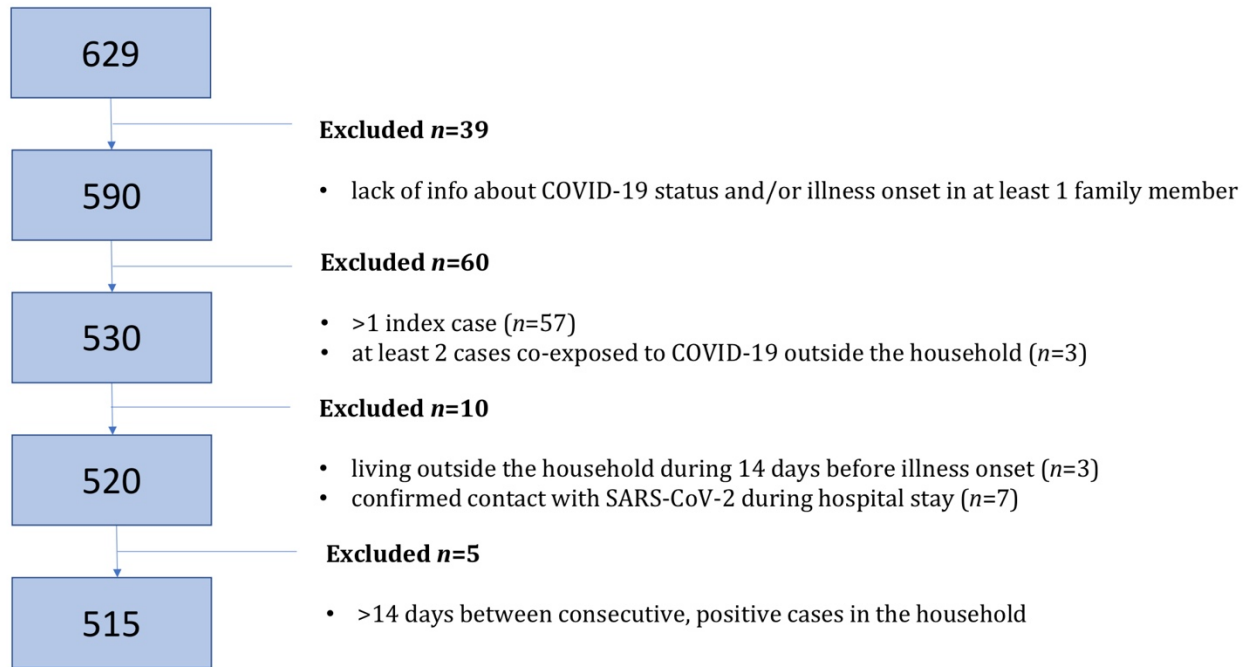 629
Excluded n=39
590
• lack of info about COVID-19 status and/or illness onset in at least 1 family member
Excluded n=60
530
• >1 index case (n=57)
• at least 2 cases co-exposed to COVID-19 outside the household (n=3)
Excluded n=10
520
• living outside the household during 14 days before illness onset (n=3)
• confirmed contact with SARS-CoV-2 during hospital stay (n=7)
Excluded n=5
515
• >14 days between consecutive, positive cases in the household